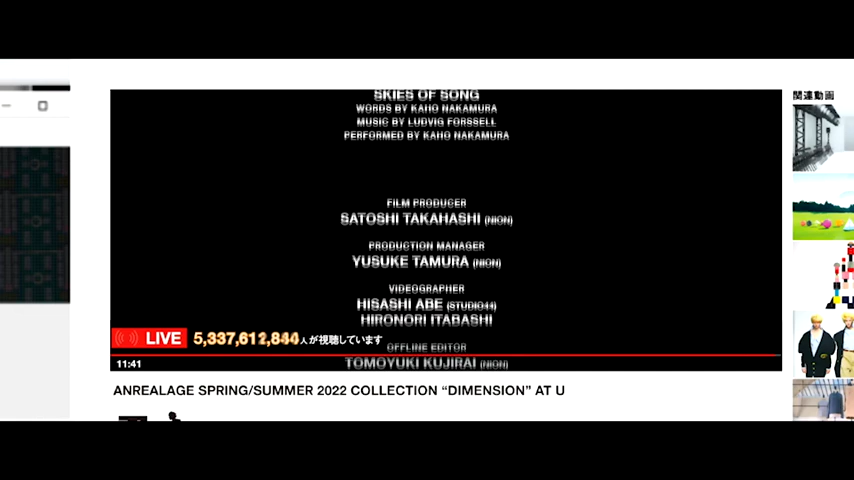 SKIES OF SONG
WORDS BY KAHO NAKAMURA
MUSIC BY LUDVIG FORSSELL
PERFORMED BY KAHO NAKAMURA
FILM PRODUCER
SATOSHI TAKAHASHI (NION)
PRODUCTION MANAGER
YUSUKE TAMURA (NION)
VIDEOGRAPHER
HISASHI ABE (STUDIO44)
HIRONORI ITABASHI
LIVE 5,337,612,844人が視聴しています
OFFLINE EDITOR
TOMOYUKI KUJIRAI (NION)
11:41
ANREALAGE SPRING/SUMMER 2022 COLLECTION “DIMENSION” AT U
関連動画